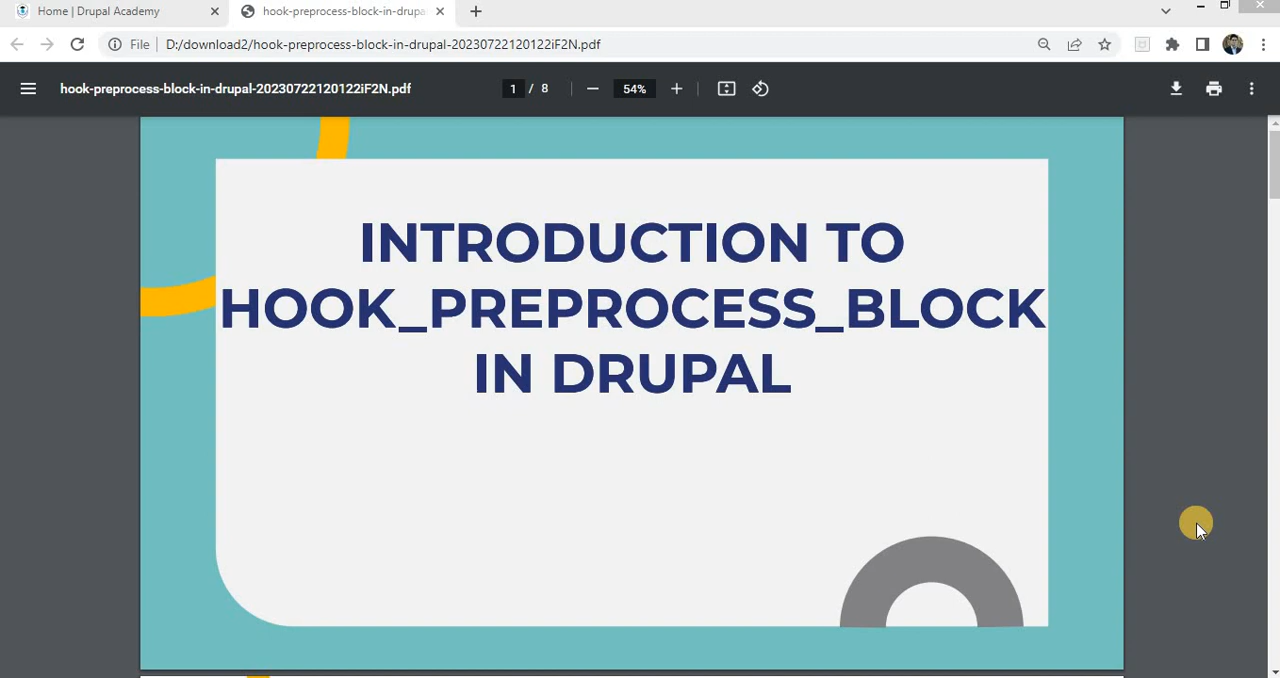 Home | Drupal Academy
hook-preprocess-block-in-drupa
File
D:/download2/hook-preprocess-block-in-drupal-20230722120122iF2N.pdf
hook-preprocess-block-in-drupal-20230722120122iF2N.pdf
1 / 8
54%
INTRODUCTION TO
HOOK_PREPROCESS_BLOCK
IN DRUPAL